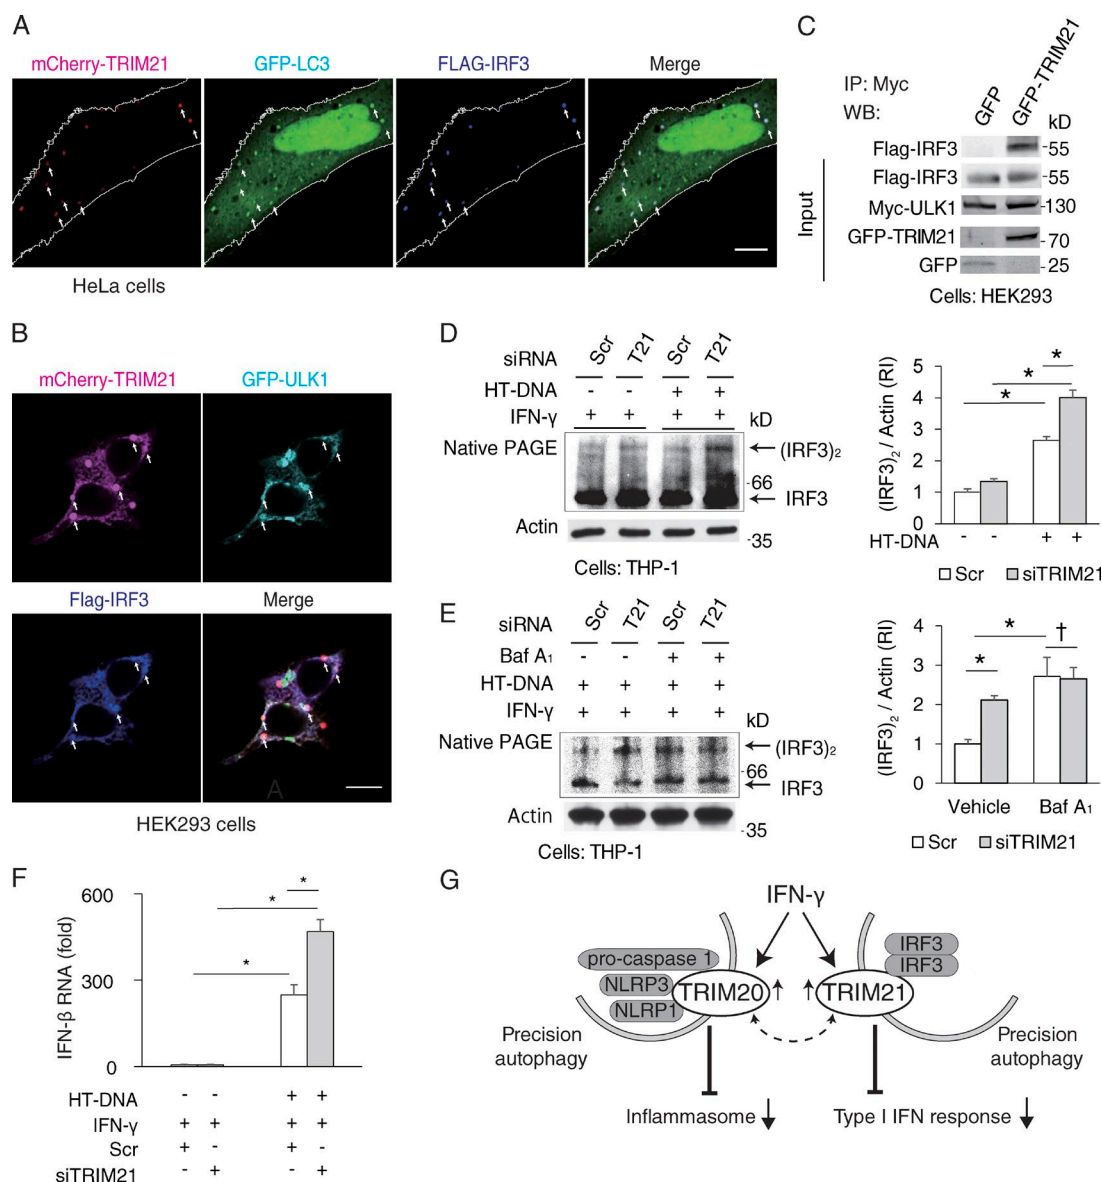 A
mCherry-TRIM21 GFP-LC3 FLAG-IRF3 Merge
HeLa cells
B
mCherry-TRIM21 GFP-ULK1
Flag-IRF3 Merge
A
HEK293 cells
C
IP: Myc
WB:
GFP GFP-TRIM21
kD
Flag-IRF3 -55
Input
Flag-IRF3 -55
Myc-ULK1 -130
GFP-TRIM21 -70
GFP -25
Cells: HEK293
D
siRNA Scr T21 Scr T21
HT-DNA - - + +
IFN-γ + + + +
kD
Native PAGE (IRF3)2
-66
IRF3
Actin
-35
Cells: THP-1
(IRF3)2 / Actin (RI)
5
4
3
2
1
0
HT-DNA - - + +
* * *
Scr siTRIM21
E
siRNA Scr T21 Scr T21
Baf A1 - - + +
HT-DNA + + + +
IFN-γ + + + +
kD
Native PAGE (IRF3)2
-66
IRF3
Actin
-35
Cells: THP-1
(IRF3)2 / Actin (RI)
4
3
2
1
0
* * †
Vehicle Baf A1
Scr siTRIM21
F
IFN-β RNA (fold)
600
300
0
* * *
HT-DNA - - + +
IFN-γ + + + +
Scr + - + -
siTRIM21 - + - +
G
IFN-γ
pro-caspase 1
NLRP3
NLRP1
TRIM20
TRIM21
IRF3
IRF3
Precision
autophagy
Precision
autophagy
Inflammasome
Type I IFN response